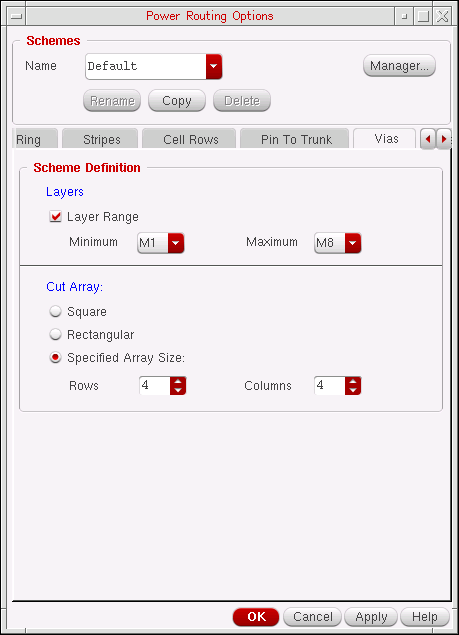 Power Routing Options
Schemes
Name Default Manager...
Rename Copy Delete
Ring Stripes Cell Rows Pin To Trunk Vias
Scheme Definition
Layers
Layer Range
Minimum M1 Maximum M8
Cut Array:
Square
Rectangular
Specified Array Size:
Rows 4 Columns 4
OK Cancel Apply Help